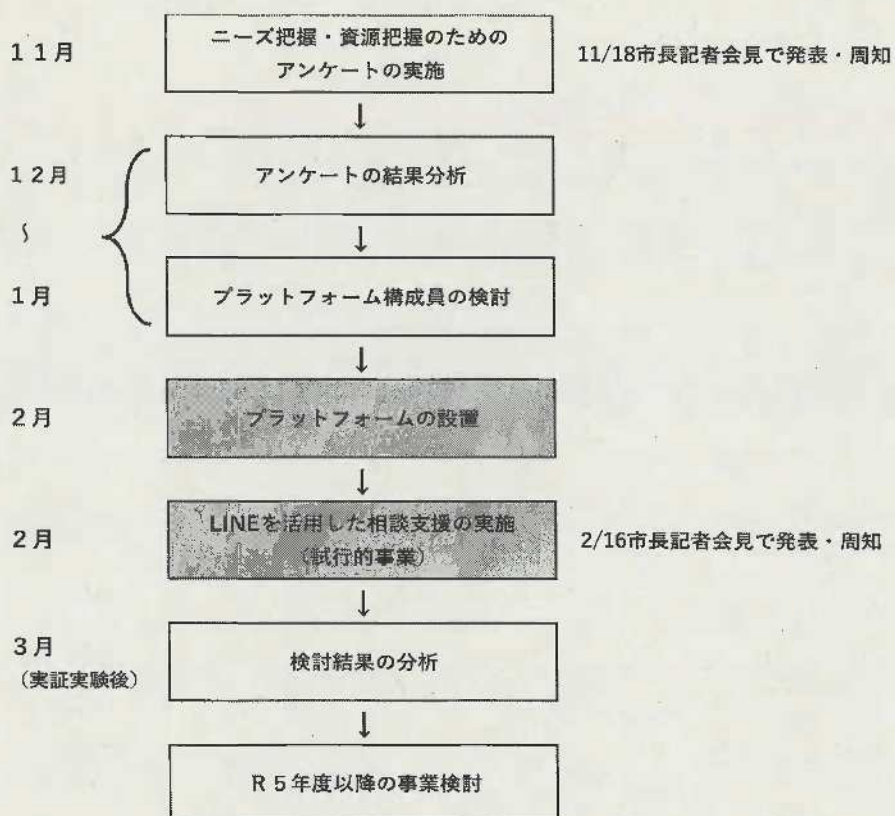 11月
ニーズ把握・資源把握のための
アンケートの実施
11/18市長記者会見で発表・周知
↓
12月
アンケートの結果分析
~
↓
1月
プラットフォーム構成員の検討
↓
2月
プラットフォームの設置
↓
2月
LINEを活用した相談支援の実施
(試行的事業)
2/16市長記者会見で発表・周知
↓
3月
(実証実験後)
検討結果の分析
↓
R5年度以降の事業検討